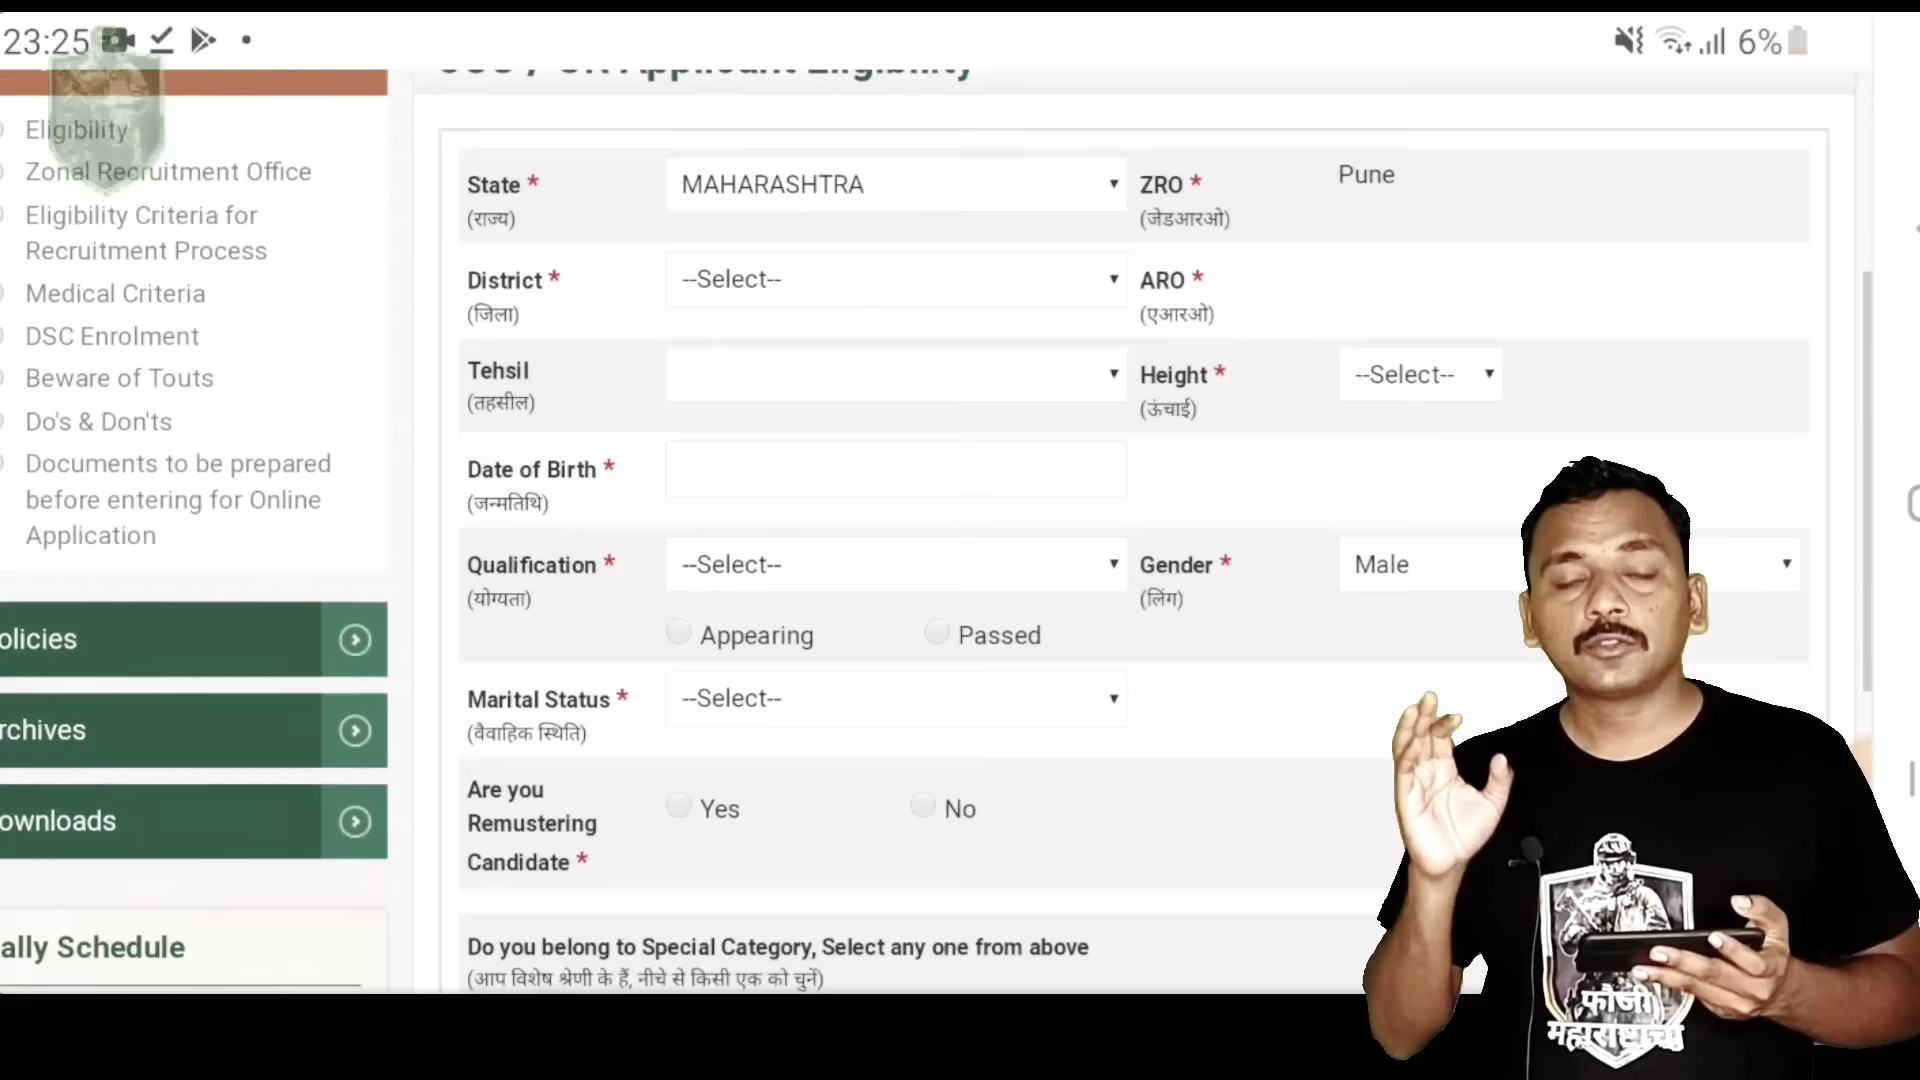 23:25
6%
Applicant Eligibility
Eligibility
Zonal Recruitment Office
Eligibility Criteria for
Recruitment Process
Medical Criteria
DSC Enrolment
Beware of Touts
Do's & Don'ts
Documents to be prepared
before entering for Online
Application
olicies
rchives
ownloads
ally Schedule
State * MAHARASHTRA ZRO * Pune
(राज्य) (जेडआरओ)
District * --Select-- ARO *
(जिला) (एआरओ)
Tehsil Height * --Select--
(तहसील) (ऊंचाई)
Date of Birth *
(जन्मतिथि)
Qualification * --Select-- Gender * Male
(योग्यता) (लिंग)
Appearing Passed
Marital Status * --Select--
(वैवाहिक स्थिति)
Are you
Remustering
Candidate *
Yes No
Do you belong to Special Category, Select any one from above
(आप विशेष श्रेणी के हैं, नीचे से किसी एक को चुनें)
फौजी
महाराष्ट्राचा